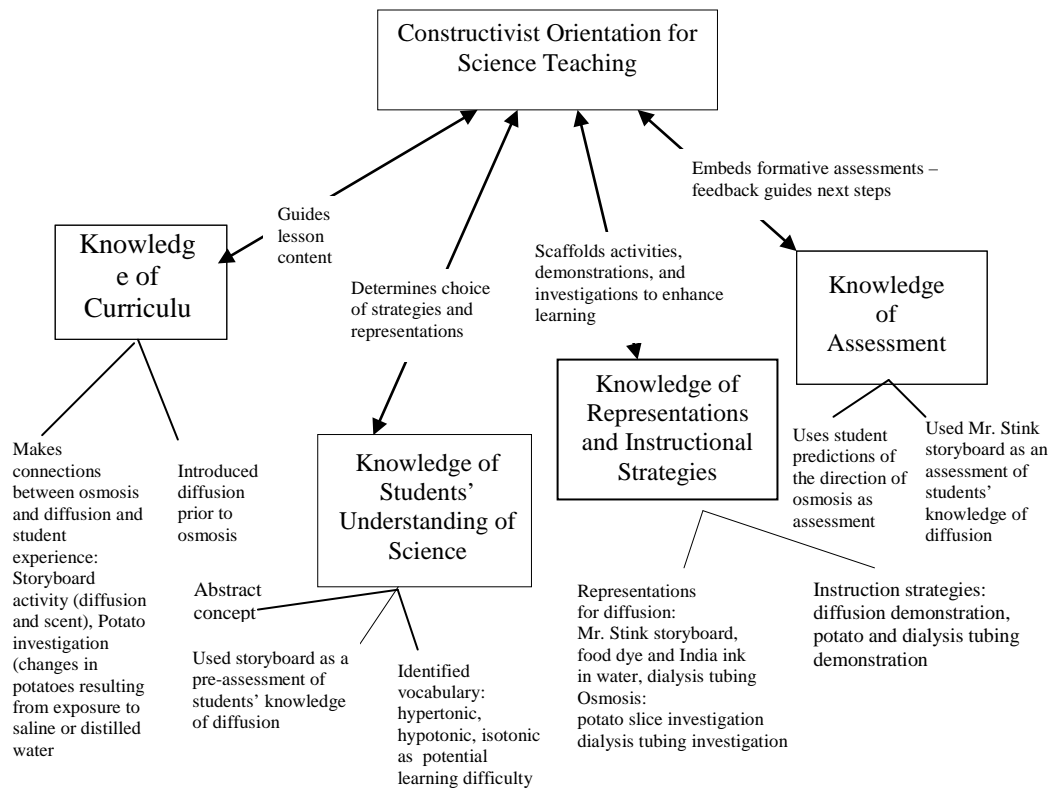 Constructivist Orientation for
Science Teaching
Embeds formative assessments –
feedback guides next steps
Guides
lesson
content
Knowledg
e of
Curriculu
Scaffolds activities,
demonstrations, and
investigations to enhance
learning
Determines choice
of strategies and
representations
Knowledge
of
Assessment
Knowledge of
Representations
and Instructional
Strategies
Knowledge of
Students’
Understanding of
Science
Makes
connections
between osmosis
and diffusion and
student
experience:
Storyboard
activity (diffusion
and scent), Potato
investigation
(changes in
potatoes resulting
from exposure to
saline or distilled
water
Introduced
diffusion
prior to
osmosis
Uses student
predictions of
the direction of
osmosis as
assessment
Used Mr. Stink
storyboard as an
assessment of
students’
knowledge of
diffusion
Abstract
concept
Used storyboard as a
pre-assessment of
students’ knowledge
of diffusion
Identified
vocabulary:
hypertonic,
hypotonic, isotonic
as potential
learning difficulty
Representations
for diffusion:
Mr. Stink storyboard,
food dye and India ink
in water, dialysis tubing
Osmosis:
potato slice investigation
dialysis tubing investigation
Instruction strategies:
diffusion demonstration,
potato and dialysis tubing
demonstration